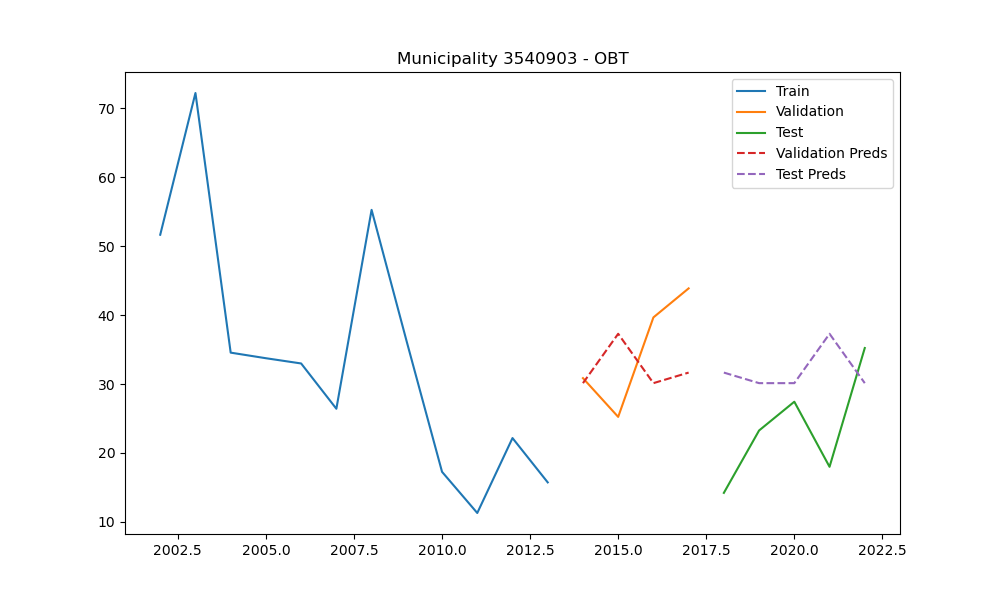 Municipality 3540903 - OBT
Train
Validation
Test
Validation Preds
Test Preds
70
60
50
40
30
20
10
2002.5 2005.0 2007.5 2010.0 2012.5 2015.0 2017.5 2020.0 2022.5